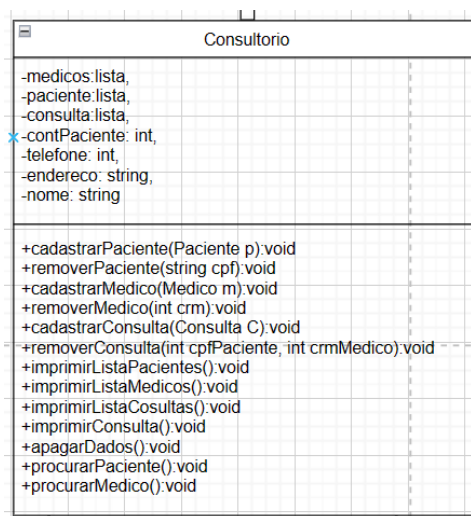 Consultorio
-medicos:lista,
-paciente:lista,
-consulta:lista,
-contPaciente: int,
-telefone: int,
-endereco: string,
-nome: string
+cadastrarPaciente(Paciente p):void
+removerPaciente(string cpf):void
+cadastrarMedico(Medico m):void
+removerMedico(int crm):void
+cadastrarConsulta(Consulta C):void
+removerConsulta(int cpfPaciente, int crmMedico):void
+imprimirListaPacientes():void
+imprimirListaMedicos():void
+imprimirListaCosultas():void
+imprimirConsulta():void
+apagarDados():void
+procurarPaciente():void
+procurarMedico():void